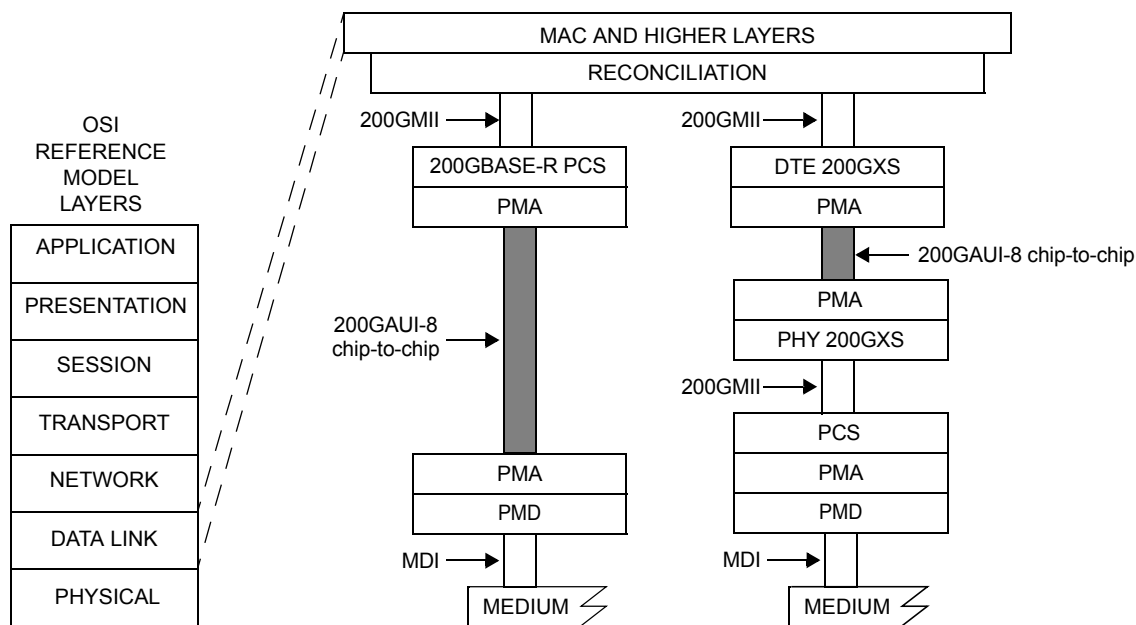 MAC AND HIGHER LAYERS
RECONCILIATION
OSI
REFERENCE
MODEL
LAYERS
APPLICATION
PRESENTATION
SESSION
TRANSPORT
NETWORK
DATA LINK
PHYSICAL
200GMII
200GBASE-R PCS
PMA
200GAUI-8
chip-to-chip
PMA
PMD
MDI
MEDIUM
200GMII
DTE 200GXS
PMA
200GAUI-8 chip-to-chip
PMA
PHY 200GXS
200GMII
PCS
PMA
PMD
MDI
MEDIUM